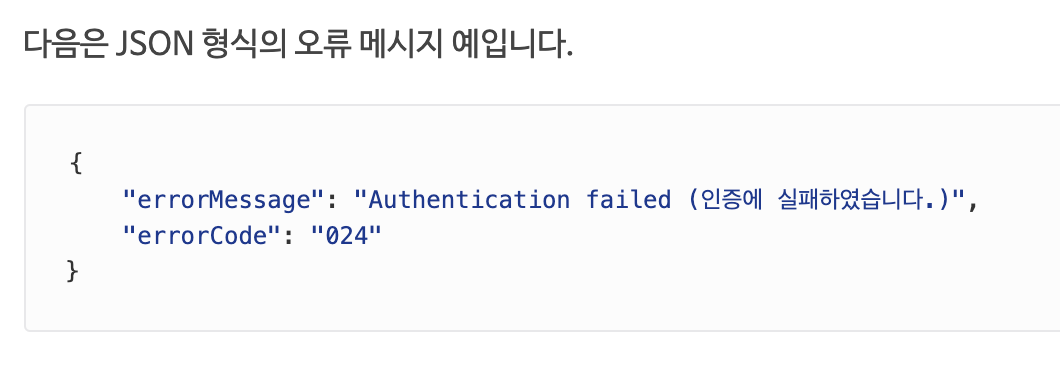 다음은 JSON 형식의 오류 메시지 예입니다.
{
    "errorMessage": "Authentication failed (인증에 실패하였습니다.)",
    "errorCode": "024"
}